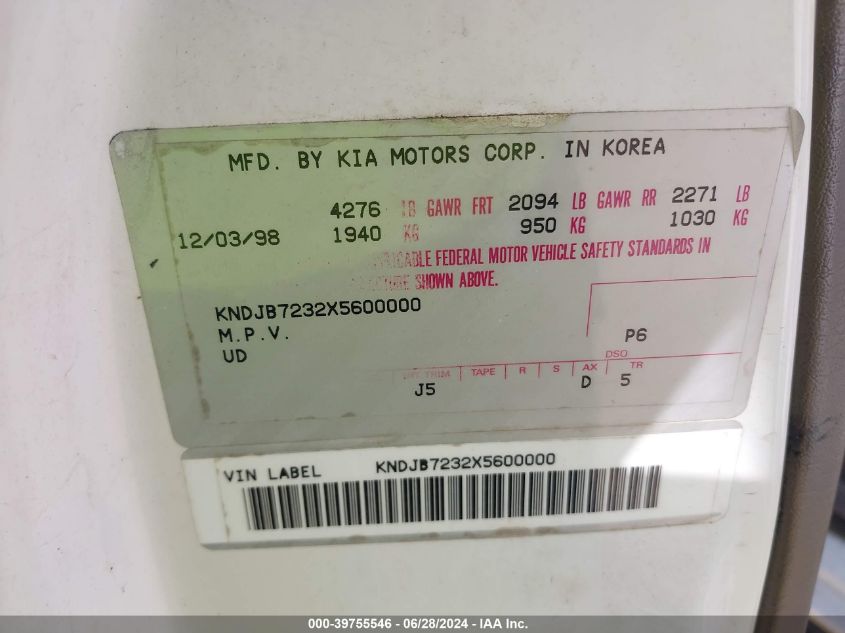 MFD. BY KIA MOTORS CORP. IN KOREA
4276 LB GAWR FRT 2094 LB GAWR RR 2271 LB
12/03/98 1940 KG 950 KG 1030 KG
FEDERAL MOTOR VEHICLE SAFETY STANDARDS IN
SHOWN ABOVE.
KNDJB7232X5600000
M.P.V.
UD
P6
DSO
INT TRIM TAPE R S AX TR
J5 D 5
VIN LABEL KNDJB7232X5600000
000-39755546 - 06/28/2024 - IAA Inc.